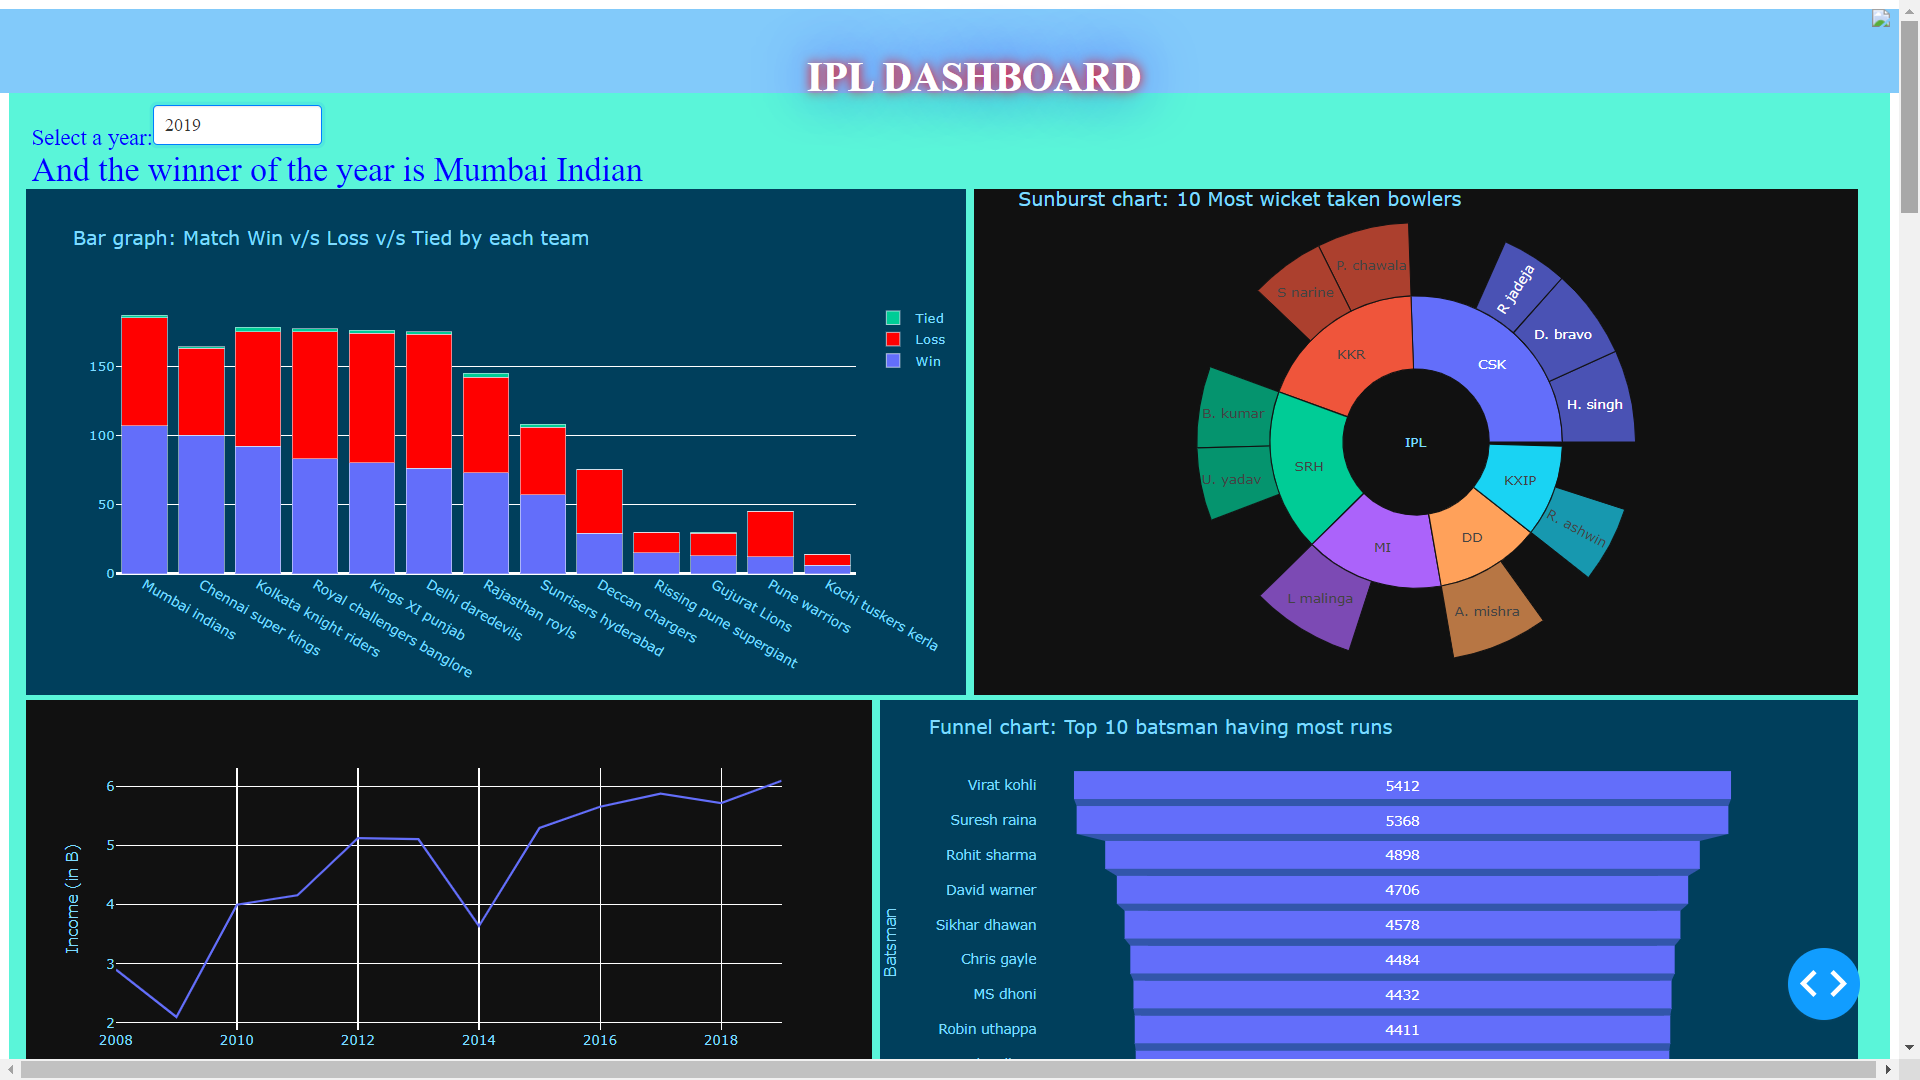 IPL DASHBOARD
Select a year:
2019
And the winner of the year is Mumbai Indian
Bar graph: Match Win v/s Loss v/s Tied by each team
Tied
Loss
Win
150
100
50
0
Mumbai indians
Chennai super kings
Kolkata knight riders
Royal challengers banglore
Kings XI punjab
Delhi daredevils
Rajasthan royls
Sunrisers hyderabad
Deccan chargers
Rissing pune supergiant
Gujurat Lions
Pune warriors
Kochi tuskers kerla
Sunburst chart: 10 Most wicket taken bowlers
P. chawala
S narine
R jadeja
D. bravo
H. singh
KKR
CSK
B. kumar
U. yadav
SRH
IPL
KXIP
R. ashwin
MI
DD
L malinga
A. mishra
Income (in B)
6
5
4
3
2
2008
2010
2012
2014
2016
2018
Funnel chart: Top 10 batsman having most runs
Batsman
Virat kohli 5412
Suresh raina 5368
Rohit sharma 4898
David warner 4706
Sikhar dhawan 4578
Chris gayle 4484
MS dhoni 4432
Robin uthappa 4411